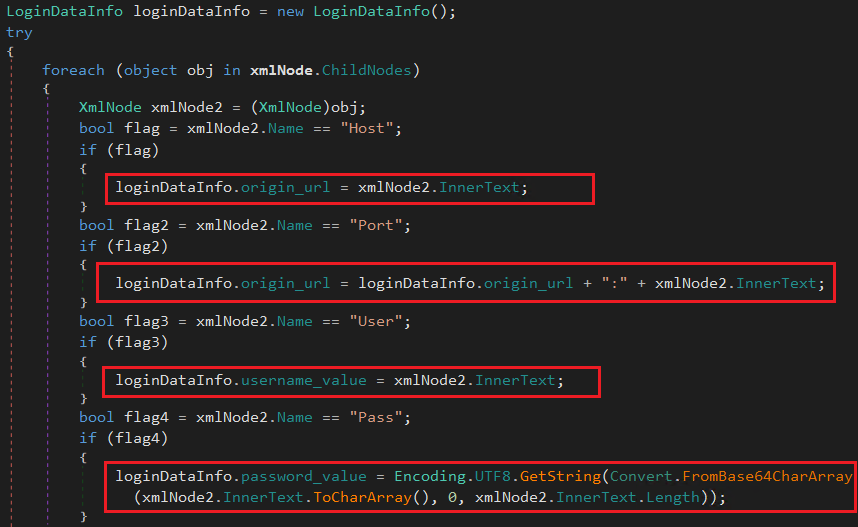 LoginDataInfo loginDataInfo = new LoginDataInfo();
try
{
foreach (object obj in xmlNode.ChildNodes)
{
XmlNode xmlNode2 = (XmlNode)obj;
bool flag = xmlNode2.Name == "Host";
if (flag)
{
loginDataInfo.origin_url = xmlNode2.InnerText;
}
bool flag2 = xmlNode2.Name == "Port";
if (flag2)
{
loginDataInfo.origin_url = loginDataInfo.origin_url + ":" + xmlNode2.InnerText;
}
bool flag3 = xmlNode2.Name == "User";
if (flag3)
{
loginDataInfo.username_value = xmlNode2.InnerText;
}
bool flag4 = xmlNode2.Name == "Pass";
if (flag4)
{
loginDataInfo.password_value = Encoding.UTF8.GetString(Convert.FromBase64CharArray
(xmlNode2.InnerText.ToCharArray(), 0, xmlNode2.InnerText.Length));
}